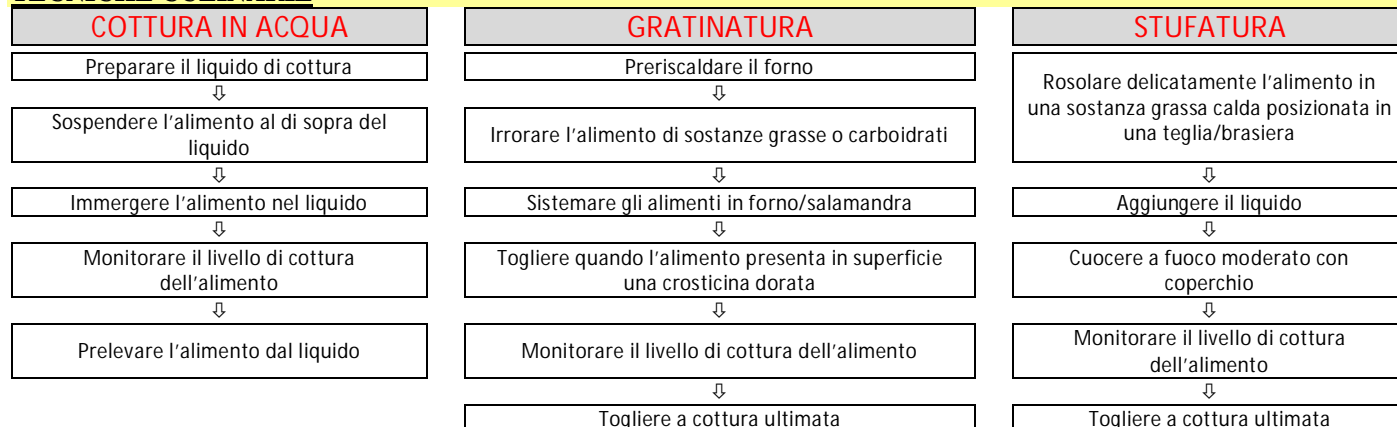 TECNICHE CULINARIE
COTTURA IN ACQUA
Preparare il liquido di cottura
⇩
Sospendere l'alimento al di sopra del
liquido
⇩
Immergere l'alimento nel liquido
⇩
Monitorare il livello di cottura
dell'alimento
⇩
Prelevare l'alimento dal liquido
GRATINATURA
Preriscaldare il forno
⇩
Irrorare l'alimento di sostanze grasse o carboidrati
⇩
Sistemare gli alimenti in forno/salamandra
⇩
Togliere quando l'alimento presenta in superficie
una crosticina dorata
⇩
Monitorare il livello di cottura dell'alimento
⇩
Togliere a cottura ultimata
STUFATURA
Rosolare delicatamente l'alimento in
una sostanza grassa calda posizionata in
una teglia/brasiera
⇩
Aggiungere il liquido
⇩
Cuocere a fuoco moderato con
coperchio
⇩
Monitorare il livello di cottura
dell'alimento
⇩
Togliere a cottura ultimata